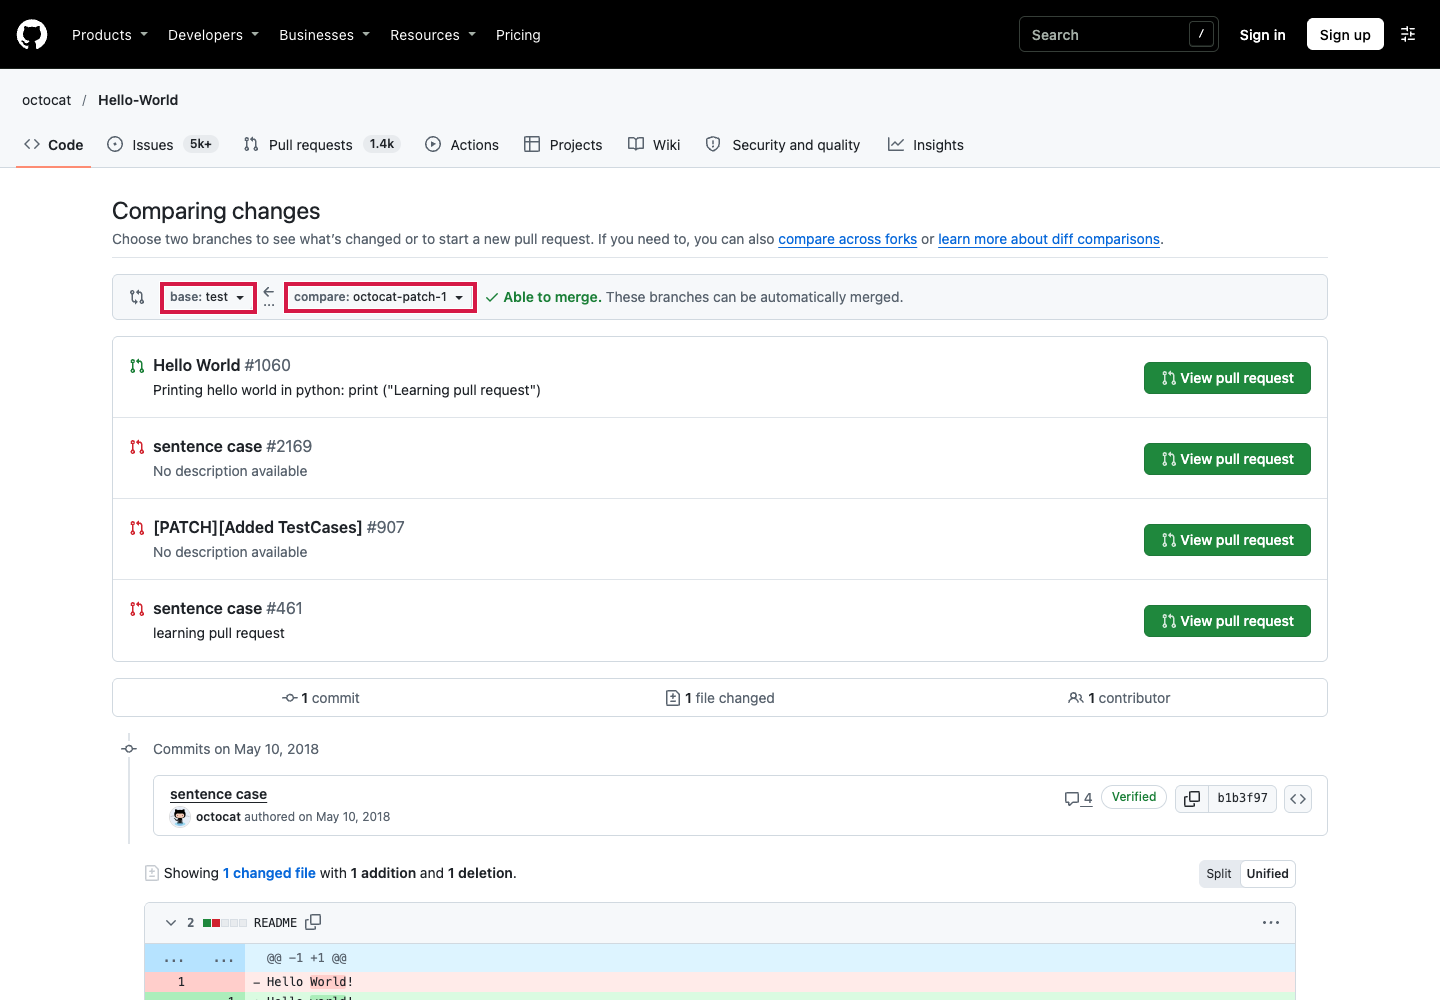 Products Developers Businesses Resources Pricing Search / Sign in Sign up
octocat / Hello-World
Code Issues 5k+ Pull requests 1.4k Actions Projects Wiki Security and quality Insights
Comparing changes
Choose two branches to see what’s changed or to start a new pull request. If you need to, you can also compare across forks or learn more about diff comparisons.
base: test ... compare: octocat-patch-1 Able to merge. These branches can be automatically merged.
Hello World #1060
Printing hello world in python: print ("Learning pull request")
View pull request
sentence case #2169
No description available
View pull request
[PATCH][Added TestCases] #907
No description available
View pull request
sentence case #461
learning pull request
View pull request
1 commit 1 file changed 1 contributor
Commits on May 10, 2018
sentence case
octocat authored on May 10, 2018
4 Verified b1b3f97
Showing 1 changed file with 1 addition and 1 deletion.
Split Unified
2 README
... ... @@ -1 +1 @@
1 - Hello World!
1 + Hello world!